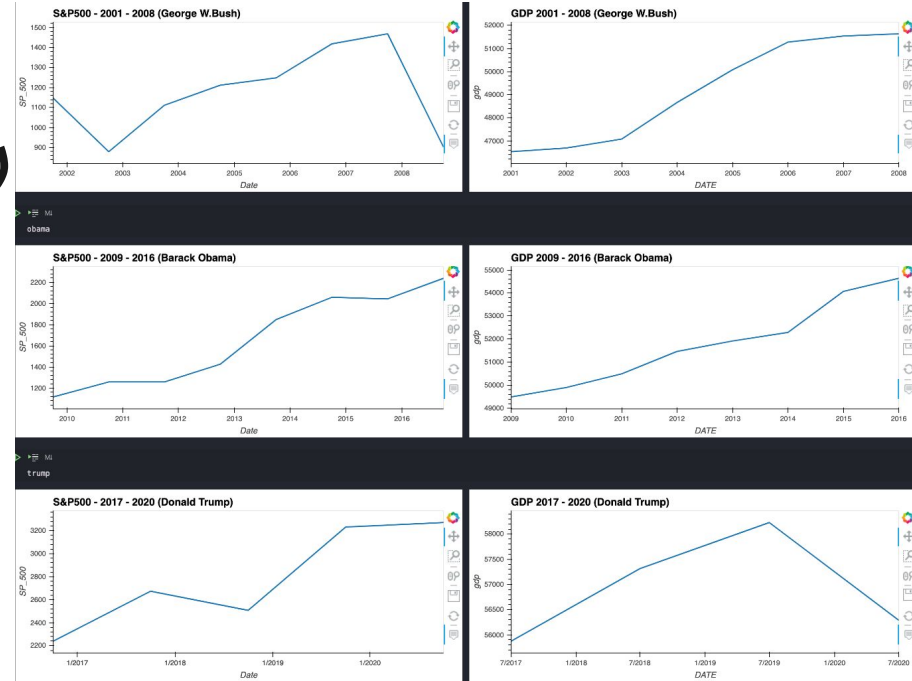 S&P500 - 2001 - 2008 (George W.Bush)
1500
1400
1300
1200
1100
1000
900
SP_500
2002 2003 2004 2005 2006 2007 2008
Date
GDP 2001 - 2008 (George W.Bush)
52000
51000
50000
49000
48000
47000
gdp
2001 2002 2003 2004 2005 2006 2007 2008
DATE
M↓
obama
S&P500 - 2009 - 2016 (Barack Obama)
2200
2000
1800
1600
1400
1200
SP_500
2010 2011 2012 2013 2014 2015 2016
Date
GDP 2009 - 2016 (Barack Obama)
55000
54000
53000
52000
51000
50000
49000
gdp
2009 2010 2011 2012 2013 2014 2015 2016
DATE
M↓
trump
S&P500 - 2017 - 2020 (Donald Trump)
3200
3000
2800
2600
2400
2200
SP_500
1/2017 1/2018 1/2019 1/2020
Date
GDP 2017 - 2020 (Donald Trump)
58000
57500
57000
56500
56000
gdp
7/2017 1/2018 7/2018 1/2019 7/2019 1/2020 7/2020
DATE